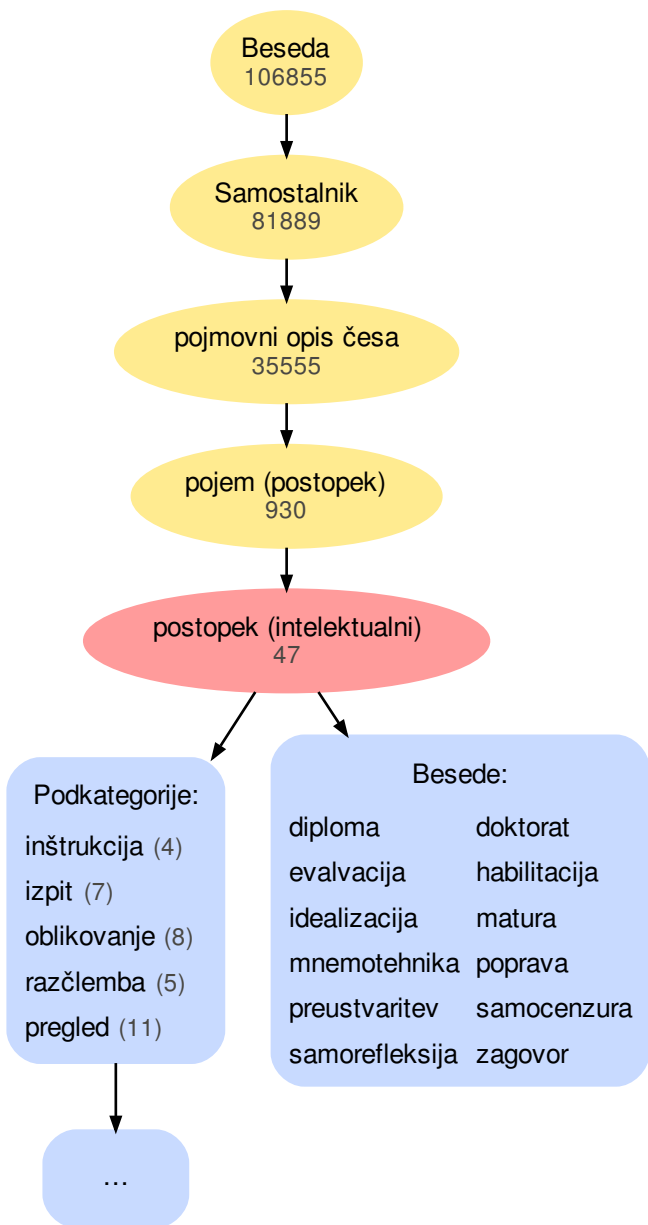 Beseda
106855
Samostalnik
81889
pojmovni opis česa
35555
pojem (postopek)
930
postopek (intelektualni)
47
Podkategorije:
inštrukcija (4)
izpit (7)
oblikovanje (8)
razčlemba (5)
pregled (11)
...
Besede:
diploma doktorat
evalvacija habilitacija
idealizacija matura
mnemotehnika poprava
preustvaritev samocenzura
samorefleksija zagovor